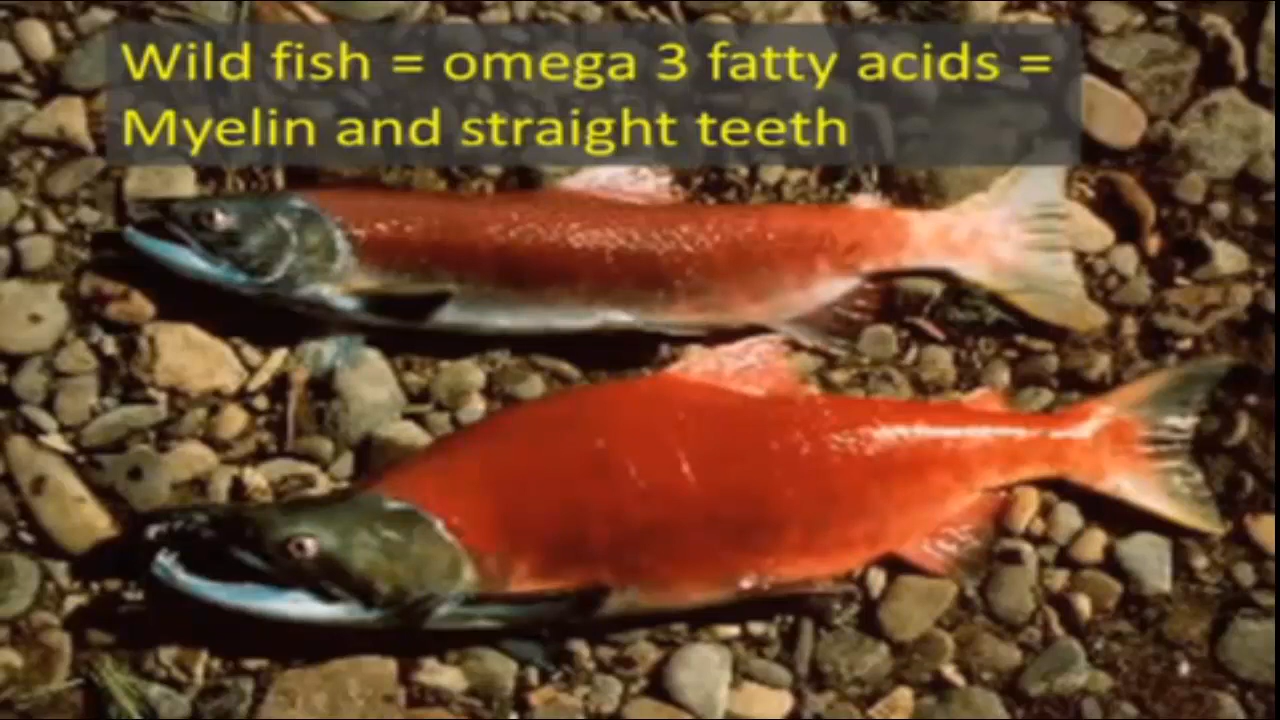 Wild fish = omega 3 fatty acids =
Myelin and straight teeth